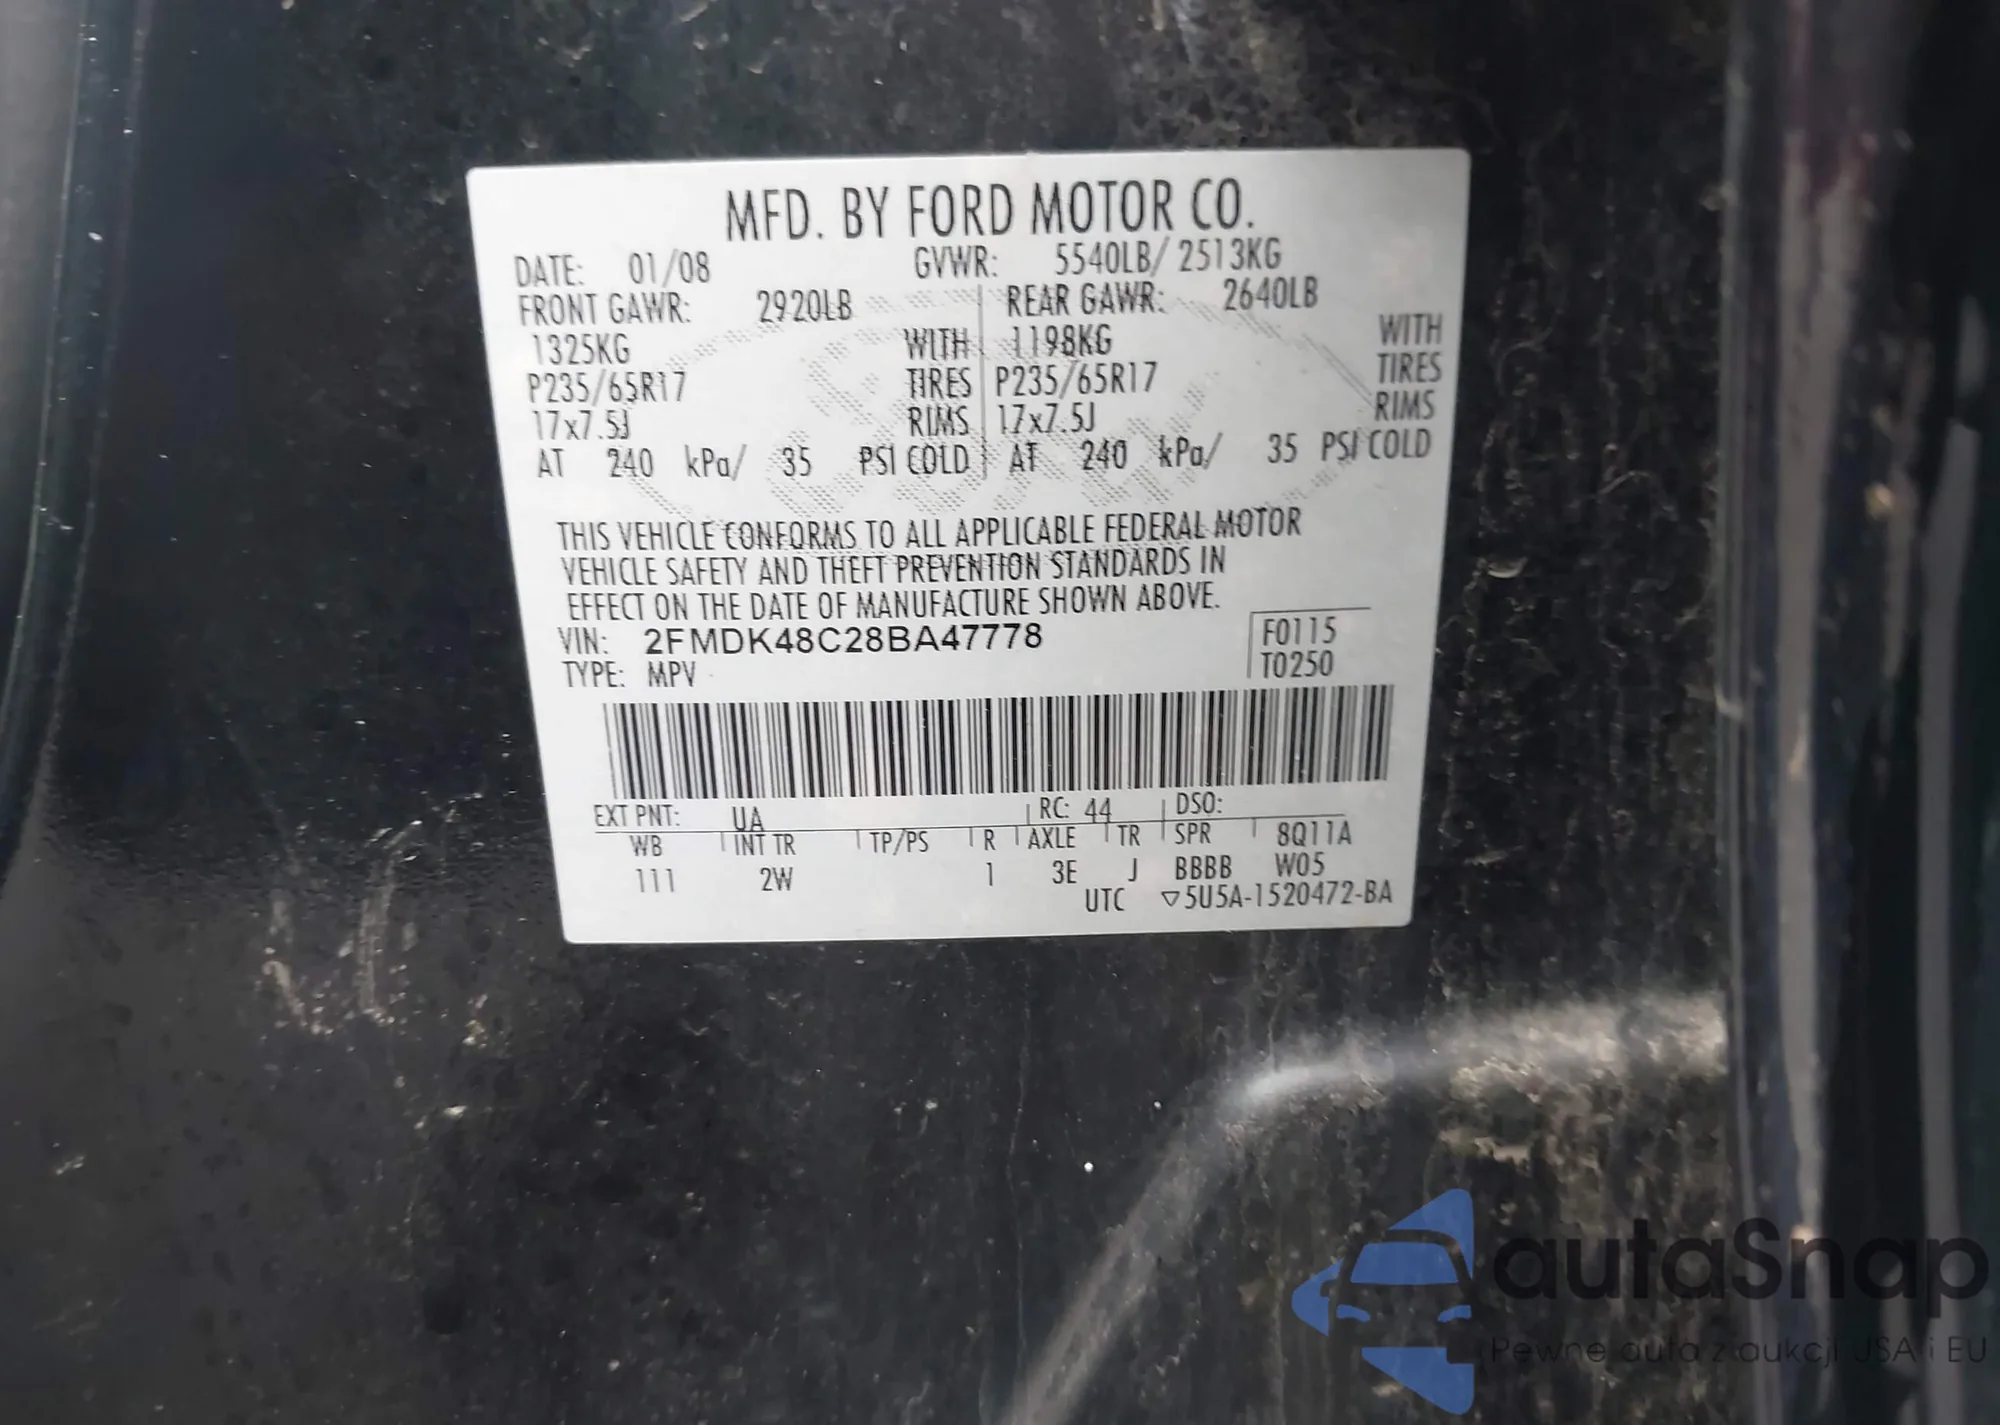 MFD. BY FORD MOTOR CO.
DATE: 01/08 GVWR: 5540LB/ 2513KG
FRONT GAWR: 2920LB REAR GAWR: 2640LB
1325KG WITH 1198KG WITH
P235/65R17 TIRES P235/65R17 TIRES
17x7.5J RIMS 17x7.5J RIMS
AT 240 kPa/ 35 PSI COLD AT 240 kPa/ 35 PSI COLD
THIS VEHICLE CONFORMS TO ALL APPLICABLE FEDERAL MOTOR
VEHICLE SAFETY AND THEFT PREVENTION STANDARDS IN
EFFECT ON THE DATE OF MANUFACTURE SHOWN ABOVE.
VIN: 2FMDK48C28BA47778 F0115
TYPE: MPV T0250
EXT PNT: UA RC: 44 DSO:
WB INT TR TP/PS R AXLE TR SPR 8Q11A
111 2W 1 3E J BBBB W05
UTC ▽5U5A-1520472-BA
autaSnap
Pewne auta z aukcji USA i EU